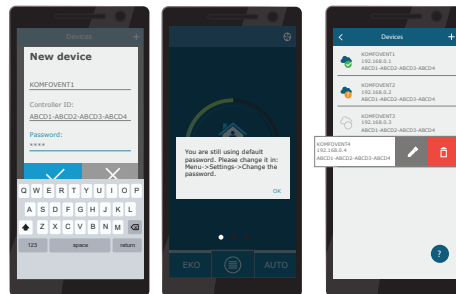 Devices
+
New device
KOMFOVENT1
Controller ID:
ABCD1-ABCD2-ABCD3-ABCD4
Password:
****
Q W E R T Y U I O P
A S D F G H J K L
Z X C V B N M
123 space return
You are still using default
password. Please change it in:
Menu->Settings->Change the
password.
OK
EKO
AUTO
Devices
+
KOMFOVENT1
192.168.0.1
ABCD1-ABCD2-ABCD3-ABCD4
KOMFOVENT2
192.168.0.2
ABCD1-ABCD2-ABCD3-ABCD4
KOMFOVENT3
192.168.0.3
ABCD1-ABCD2-ABCD3-ABCD4
KOMFOVENT4
192.168.0.4
ABCD1-ABCD2-ABCD3-ABCD4
?